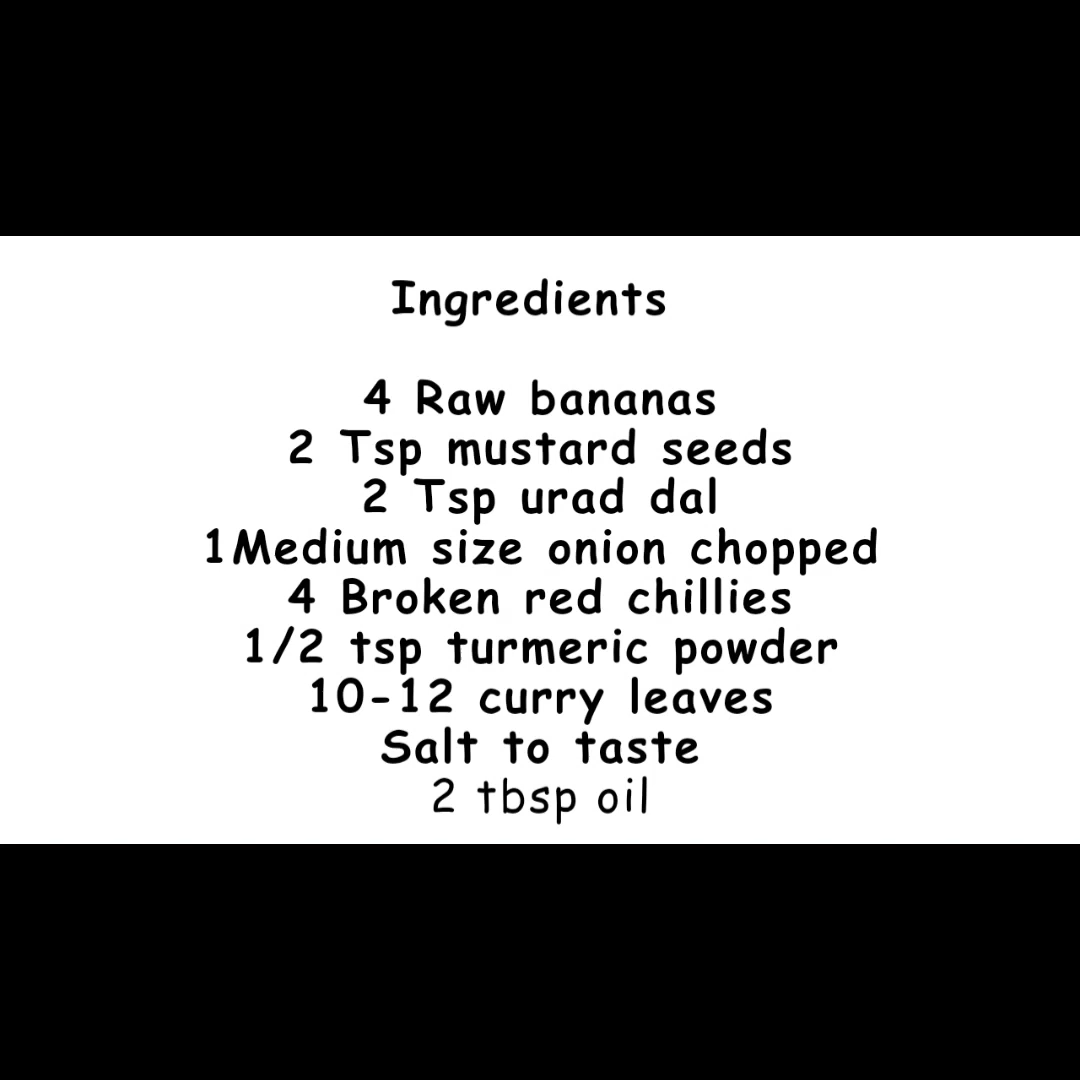 Ingredients
4 Raw bananas
2 Tsp mustard seeds
2 Tsp urad dal
1Medium size onion chopped
4 Broken red chillies
1/2 tsp turmeric powder
10-12 curry leaves
Salt to taste
2 tbsp oil